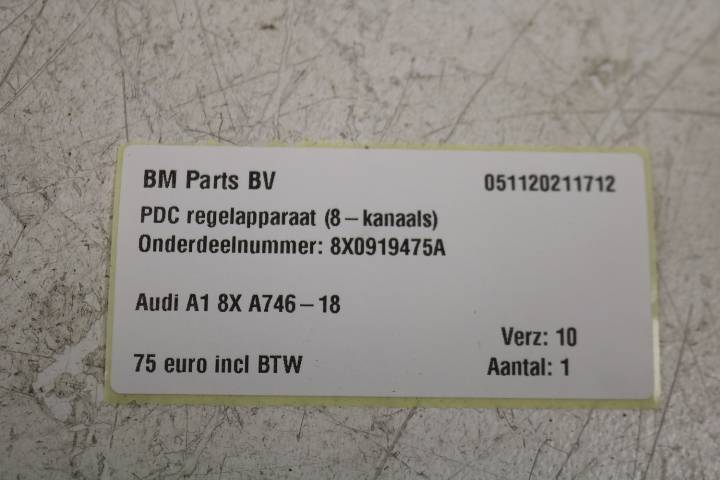 BM Parts BV 051120211712
PDC regelapparaat (8-kanaals)
Onderdeelnummer: 8X0919475A
Audi A1 8X A746-18
Verz: 10
75 euro incl BTW Aantal: 1